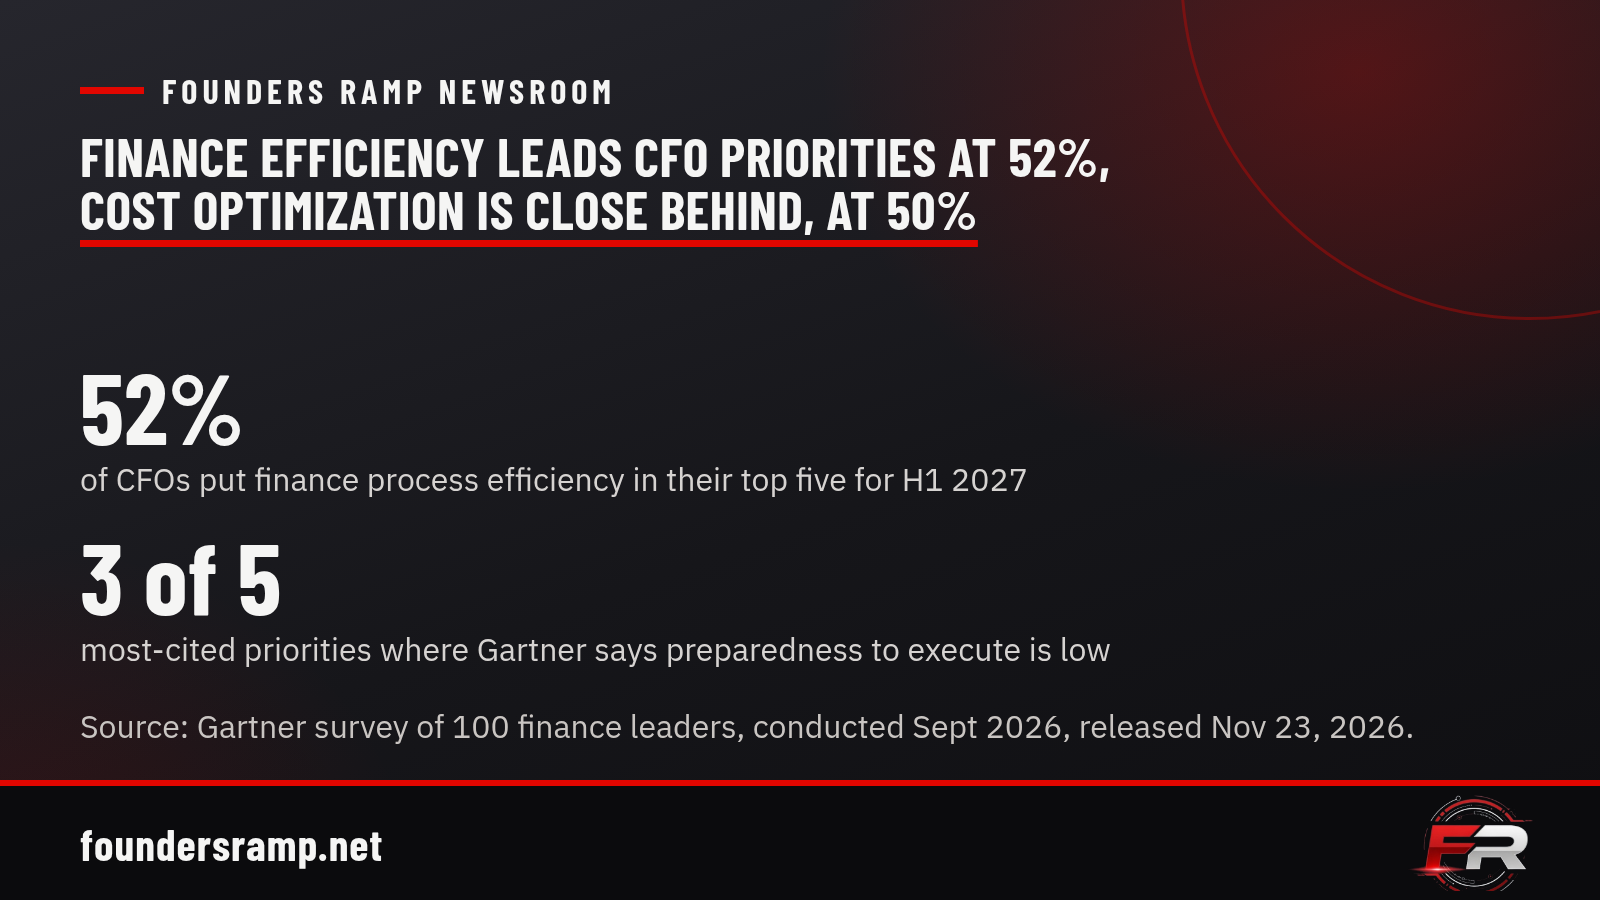 FOUNDERS RAMP NEWSROOM
FINANCE EFFICIENCY LEADS CFO PRIORITIES AT 52%,
COST OPTIMIZATION IS CLOSE BEHIND, AT 50%
52%
of CFOs put finance process efficiency in their top five for H1 2027
3 of 5
most-cited priorities where Gartner says preparedness to execute is low
Source: Gartner survey of 100 finance leaders, conducted Sept 2026, released Nov 23, 2026.
foundersramp.net
FR